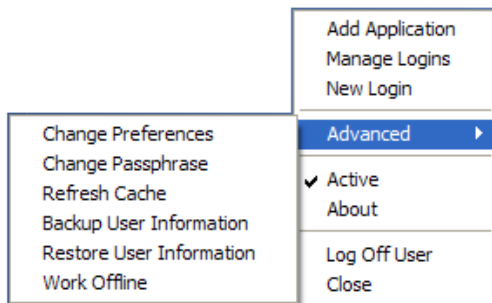 Add Application
Manage Logins
New Login
Advanced
Change Preferences
Change Passphrase
Refresh Cache
Backup User Information
Restore User Information
Work Offline
Active
About
Log Off User
Close